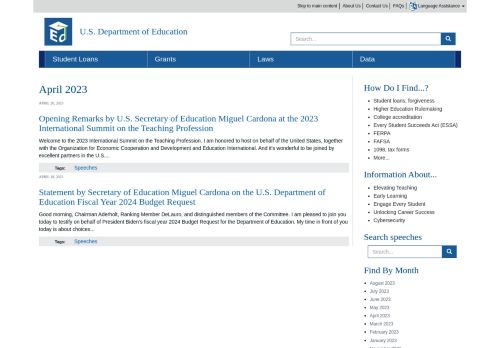 Skip to main content | About Us | Contact Us | FAQs | Language Assistance
U.S. Department of Education
Search...
Student Loans Grants Laws Data
April 2023
Opening Remarks by U.S. Secretary of Education Miguel Cardona at the 2023
International Summit on the Teaching Profession
Welcome to the 2023 International Summit on the Teaching Profession. I am honored to host on behalf of the United States, together
with the Organization for Economic Cooperation and Development and Education International. And it's wonderful to be joined by
excellent partners in the U.S....
Tags: Speeches
APRIL 18, 2023
Statement by Secretary of Education Miguel Cardona on the U.S. Department of
Education Fiscal Year 2024 Budget Request
Good morning, Chairman Aderholt, Ranking Member DeLauro, and distinguished members of the Committee. I am pleased to join you
today to testify on behalf of President Biden's fiscal year 2024 Budget Request for the Department of Education. My time in front of you
today is about choices...
Tags: Speeches
How Do I Find...?
Student loans, forgiveness
Higher Education Rulemaking
College accreditation
Every Student Succeeds Act (ESSA)
FERPA
FAFSA
1098, tax forms
More...
Information About...
Elevating Teaching
Early Learning
Engage Every Student
Unlocking Career Success
Cybersecurity
Search speeches
Search...
Find By Month
August 2023
July 2023
June 2023
May 2023
April 2023
March 2023
February 2023
January 2023